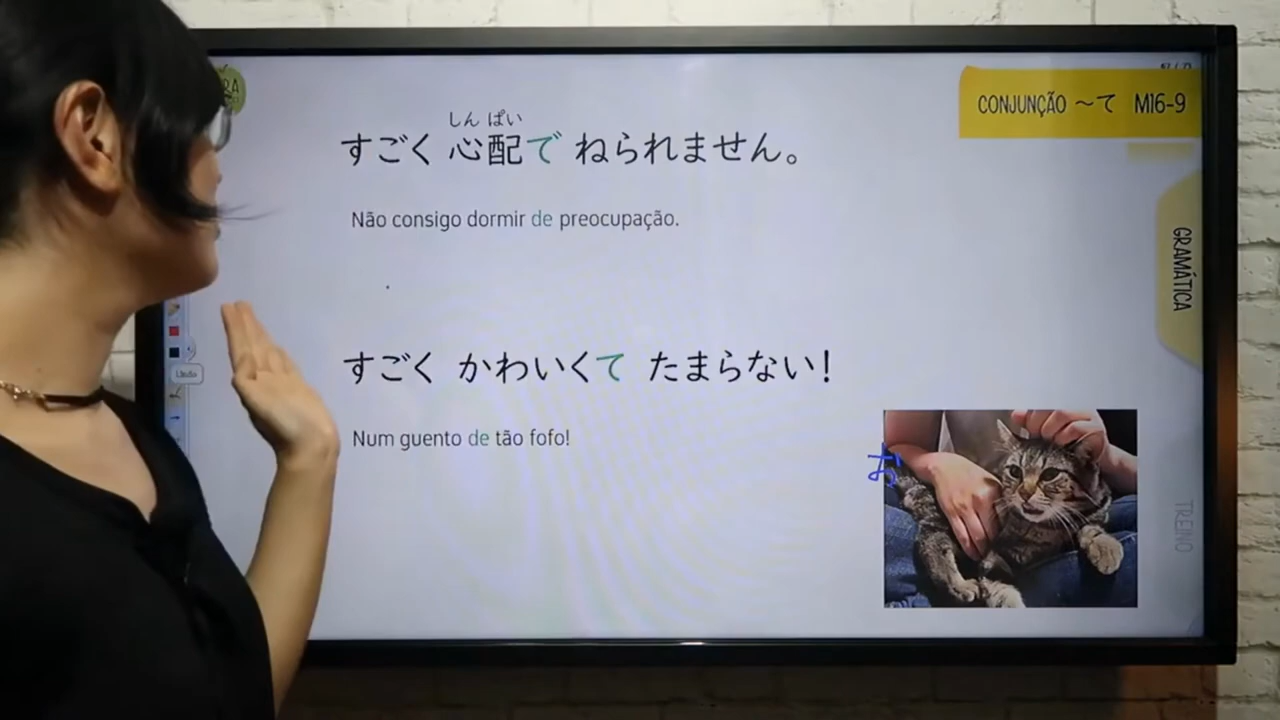 CONJUNÇÃO ～て M16-9
しん ぱい
すごく 心配で ねられません。
Não consigo dormir de preocupação.
GRAMÁTICA
すごく かわいくて たまらない!
Num guento de tão fofo!
お
TREINO
Undo